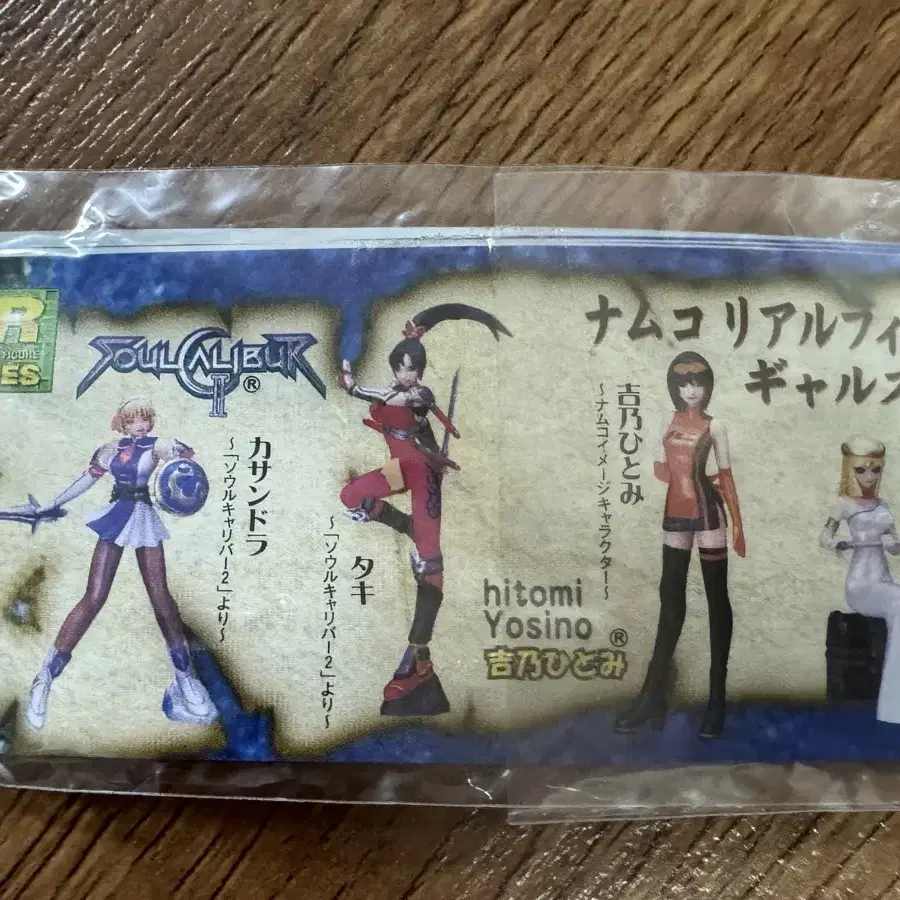 R
FIGURE
ES
SOULCALIBUR
II®
カサンドラ
～「ソウルキャリバー2」より～
タキ
～「ソウルキャリバー2」より～
ナムコ リアルフィ
ギャルス
吉乃ひとみ
～ナムコイメージキャラクター～
hitomi
Yosino®
吉乃ひとみ